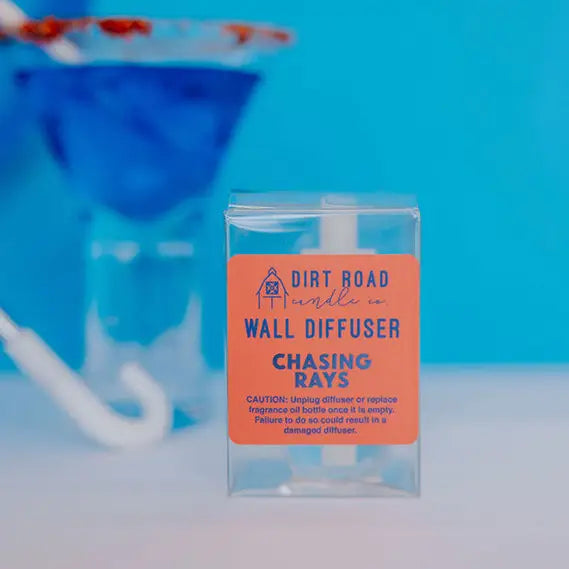 DIRT ROAD
candle co.
WALL DIFFUSER
CHASING
RAYS
CAUTION: Unplug diffuser or replace
fragrance oil bottle once it is empty.
Failure to do so could result in a
damaged diffuser.